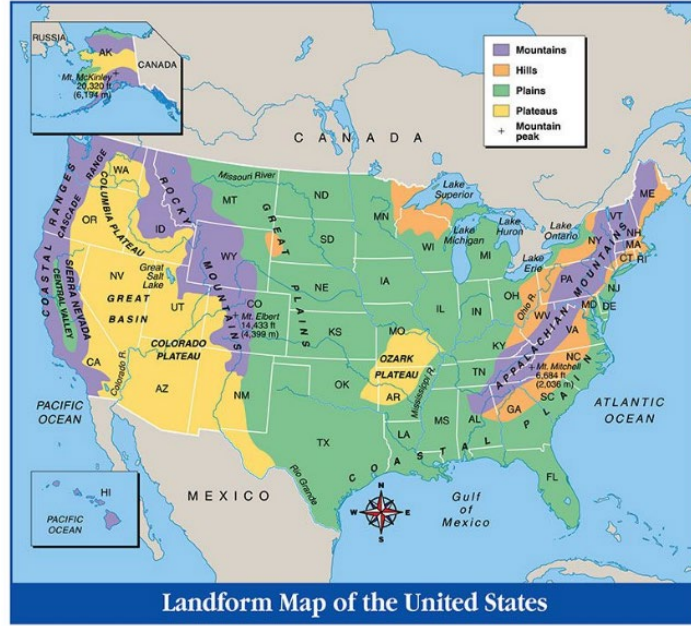 RUSSIA
AK
CANADA
Mt. McKinley
20,320 ft
(6,194 m)
Mountains
Hills
Plains
Plateaus
+ Mountain
peak
CANADA
COASTAL RANGES
CASCADE RANGE
WA
COLUMBIA PLATEAU
OR
ROCKY
MOUNTAINS
ID
Missouri River
MT
ND
MN
Lake
Superior
GREAT
PLAINS
SD
WI
Lake
Michigan
Lake
Huron
MI
Lake
Ontario
Lake
Erie
NY
VT
ME
NH
MA
CT RI
WY
NV
Great
Salt
Lake
GREAT
BASIN
UT
SIERRA NEVADA
CENTRAL VALLEY
CA
NE
IA
IL
IN
OH
Ohio R.
PA
NJ
MD
DE
WV
VA
CO
+ Mt. Elbert
14,433 ft
(4,399 m)
COLORADO
PLATEAU
Colorado R.
KS
MO
OZARK
PLATEAU
KY
APPALACHIAN MOUNTAINS
NC
+ Mt. Mitchell
6,684 ft
(2,036 m)
TN
SC
AZ
NM
OK
AR
Mississippi R.
MS
AL
GA
TX
LA
FL
COASTAL PLAIN
Rio Grande
PACIFIC
OCEAN
ATLANTIC
OCEAN
MEXICO
Gulf
of
Mexico
N
W
E
S
HI
PACIFIC
OCEAN
Landform Map of the United States